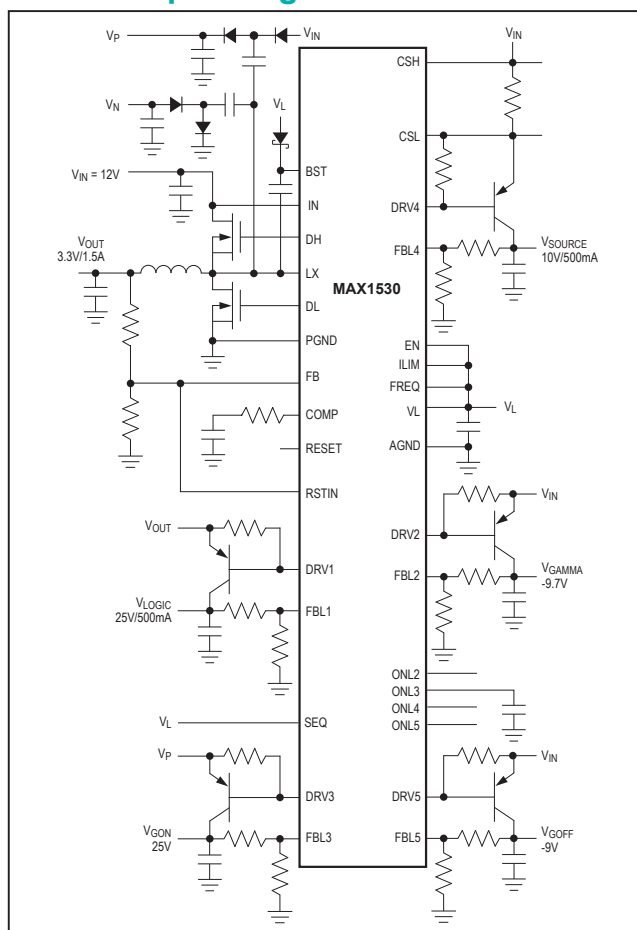 VP
VIN
VN
VL
VIN = 12V
VOUT
3.3V/1.5A
BST
IN
DH
LX
DL
PGND
FB
COMP
RESET
RSTIN
VOUT
DRV1
VLOGIC
25V/500mA
FBL1
VL
SEQ
VP
DRV3
VGON
25V
FBL3
MAX1530
VIN
CSH
CSL
DRV4
FBL4
VSOURCE
10V/500mA
EN
ILIM
FREQ
VL
VL
AGND
VIN
DRV2
FBL2
VGAMMA
-9.7V
ONL2
ONL3
ONL4
ONL5
VIN
DRV5
FBL5
VGOFF
-9V